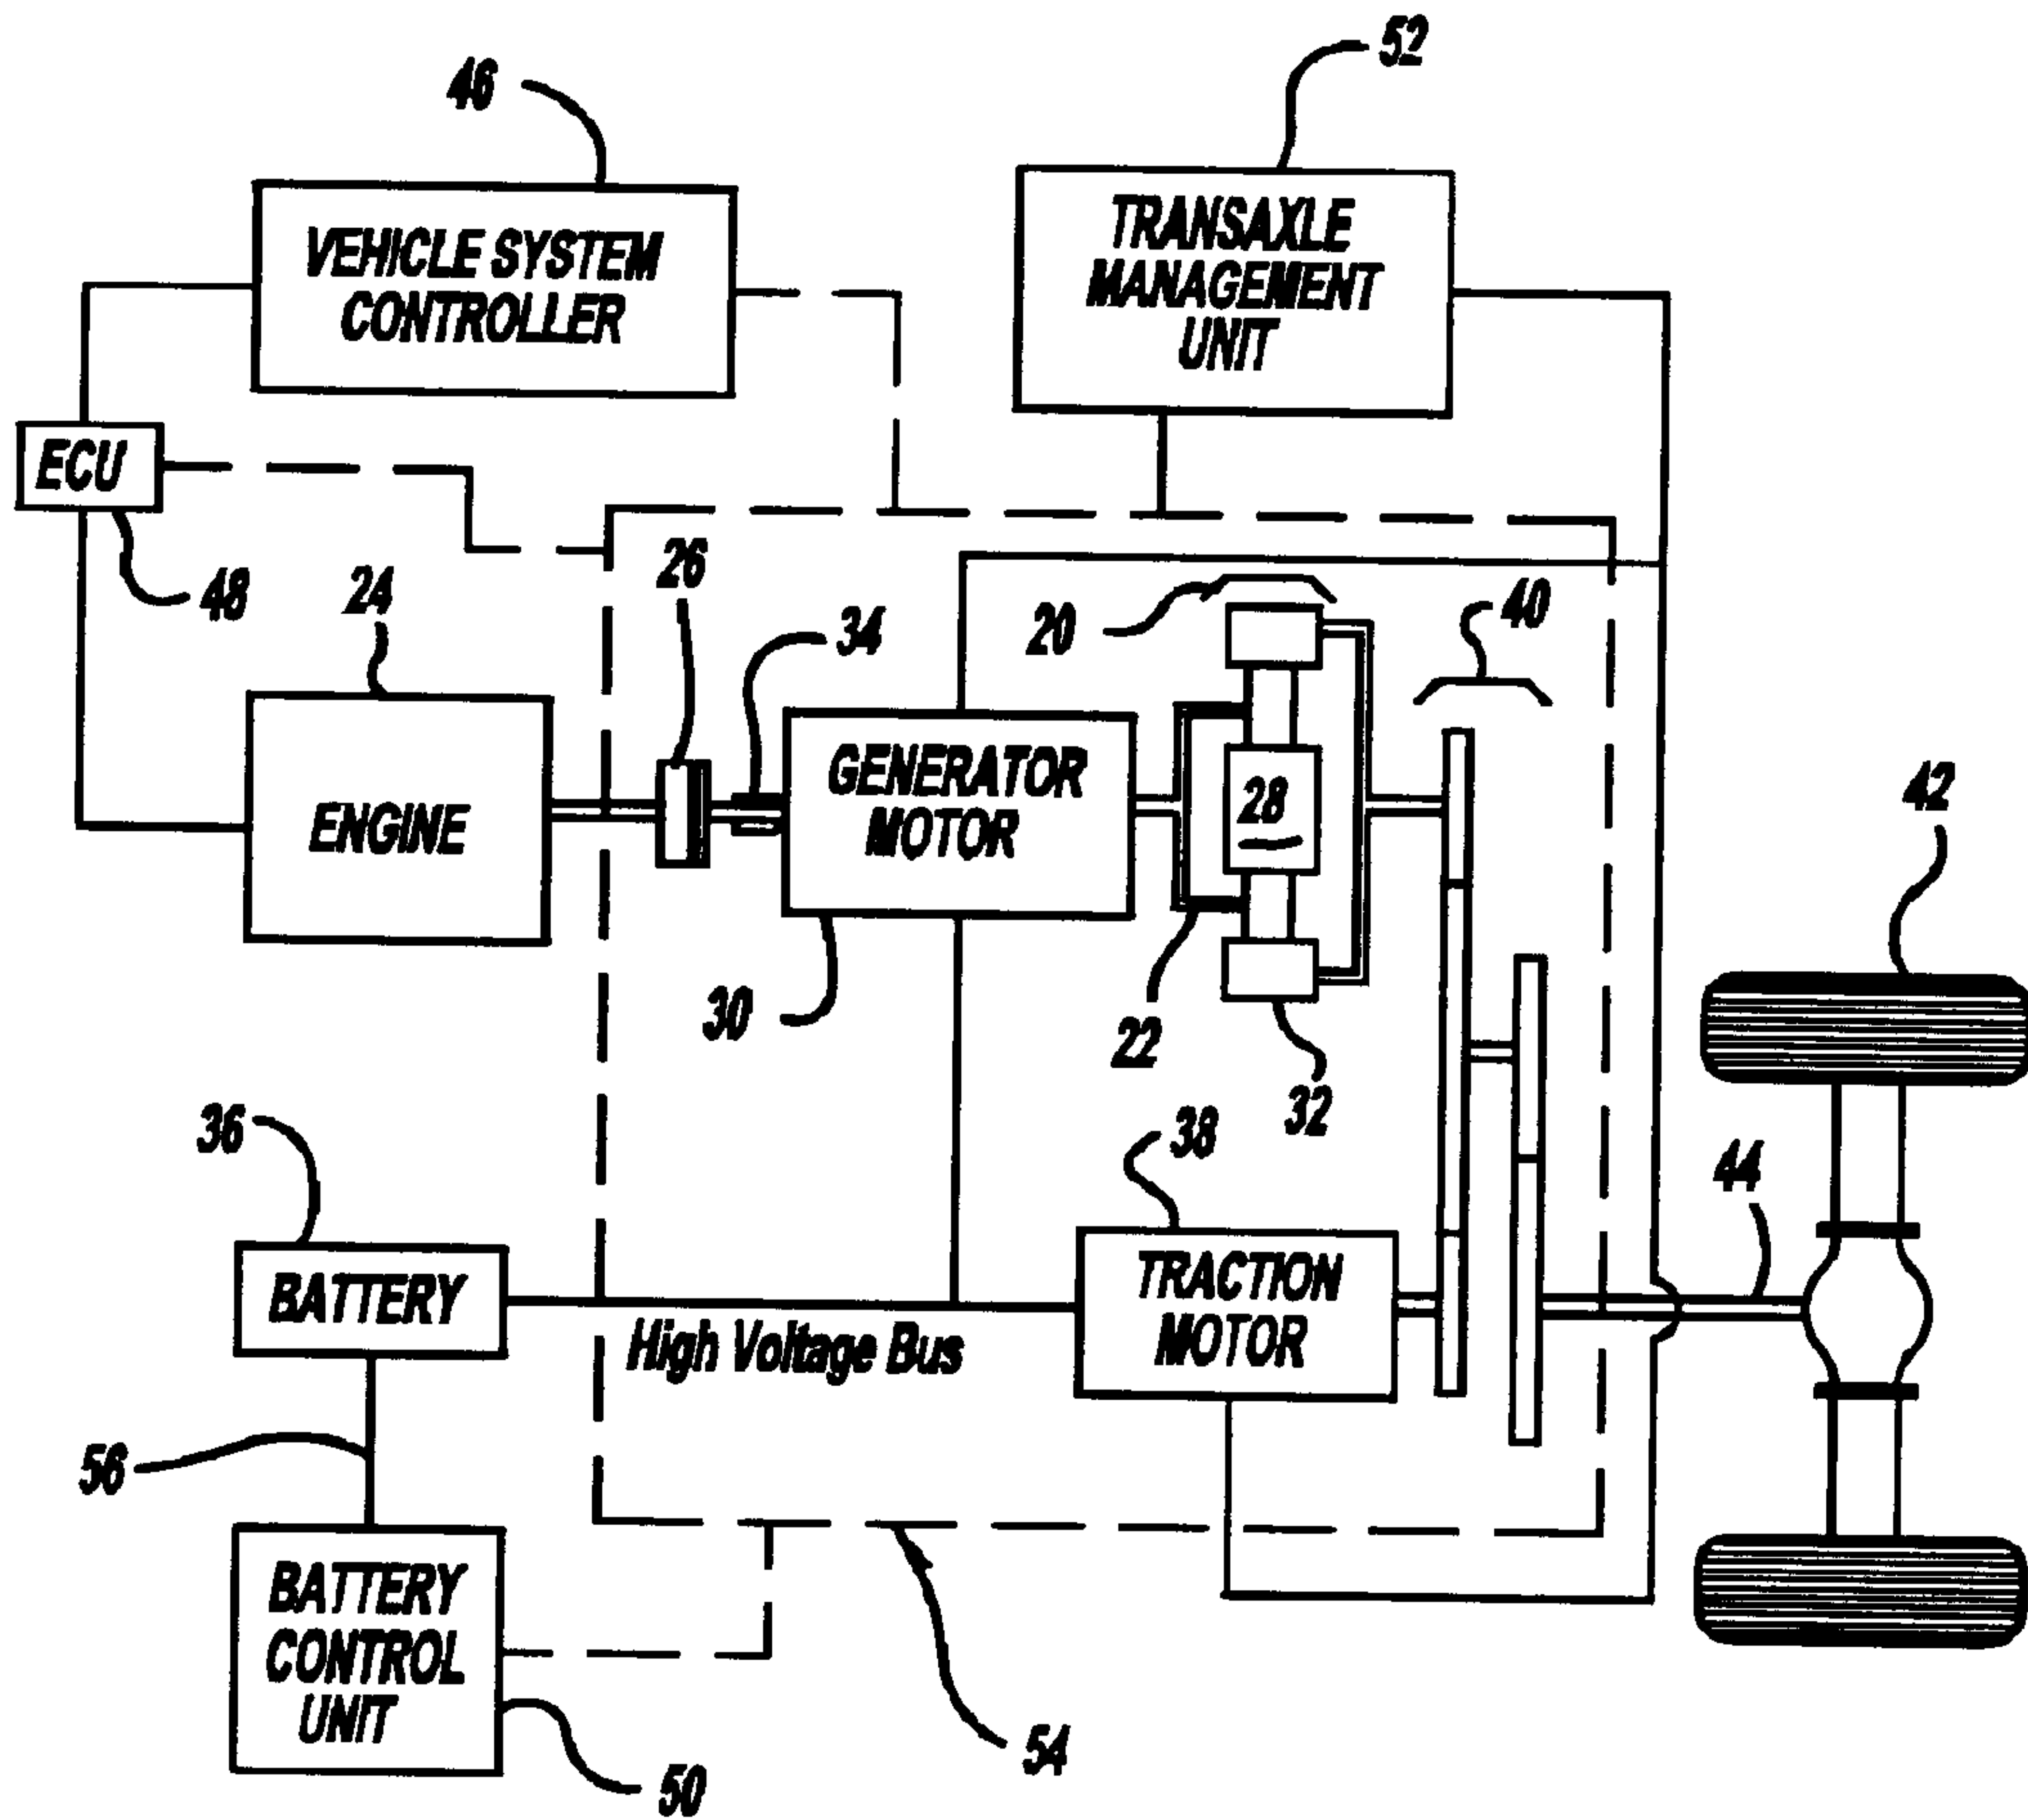 52
46
VEHICLE SYSTEM
CONTROLLER
TRANSAXLE
MANAGEMENT
UNIT
ECU
48
24
26
34
20
40
ENGINE
GENERATOR
MOTOR
28
42
30
22
32
36
38
44
BATTERY
High Voltage Bus
TRACTION
MOTOR
56
BATTERY
CONTROL
UNIT
54
50